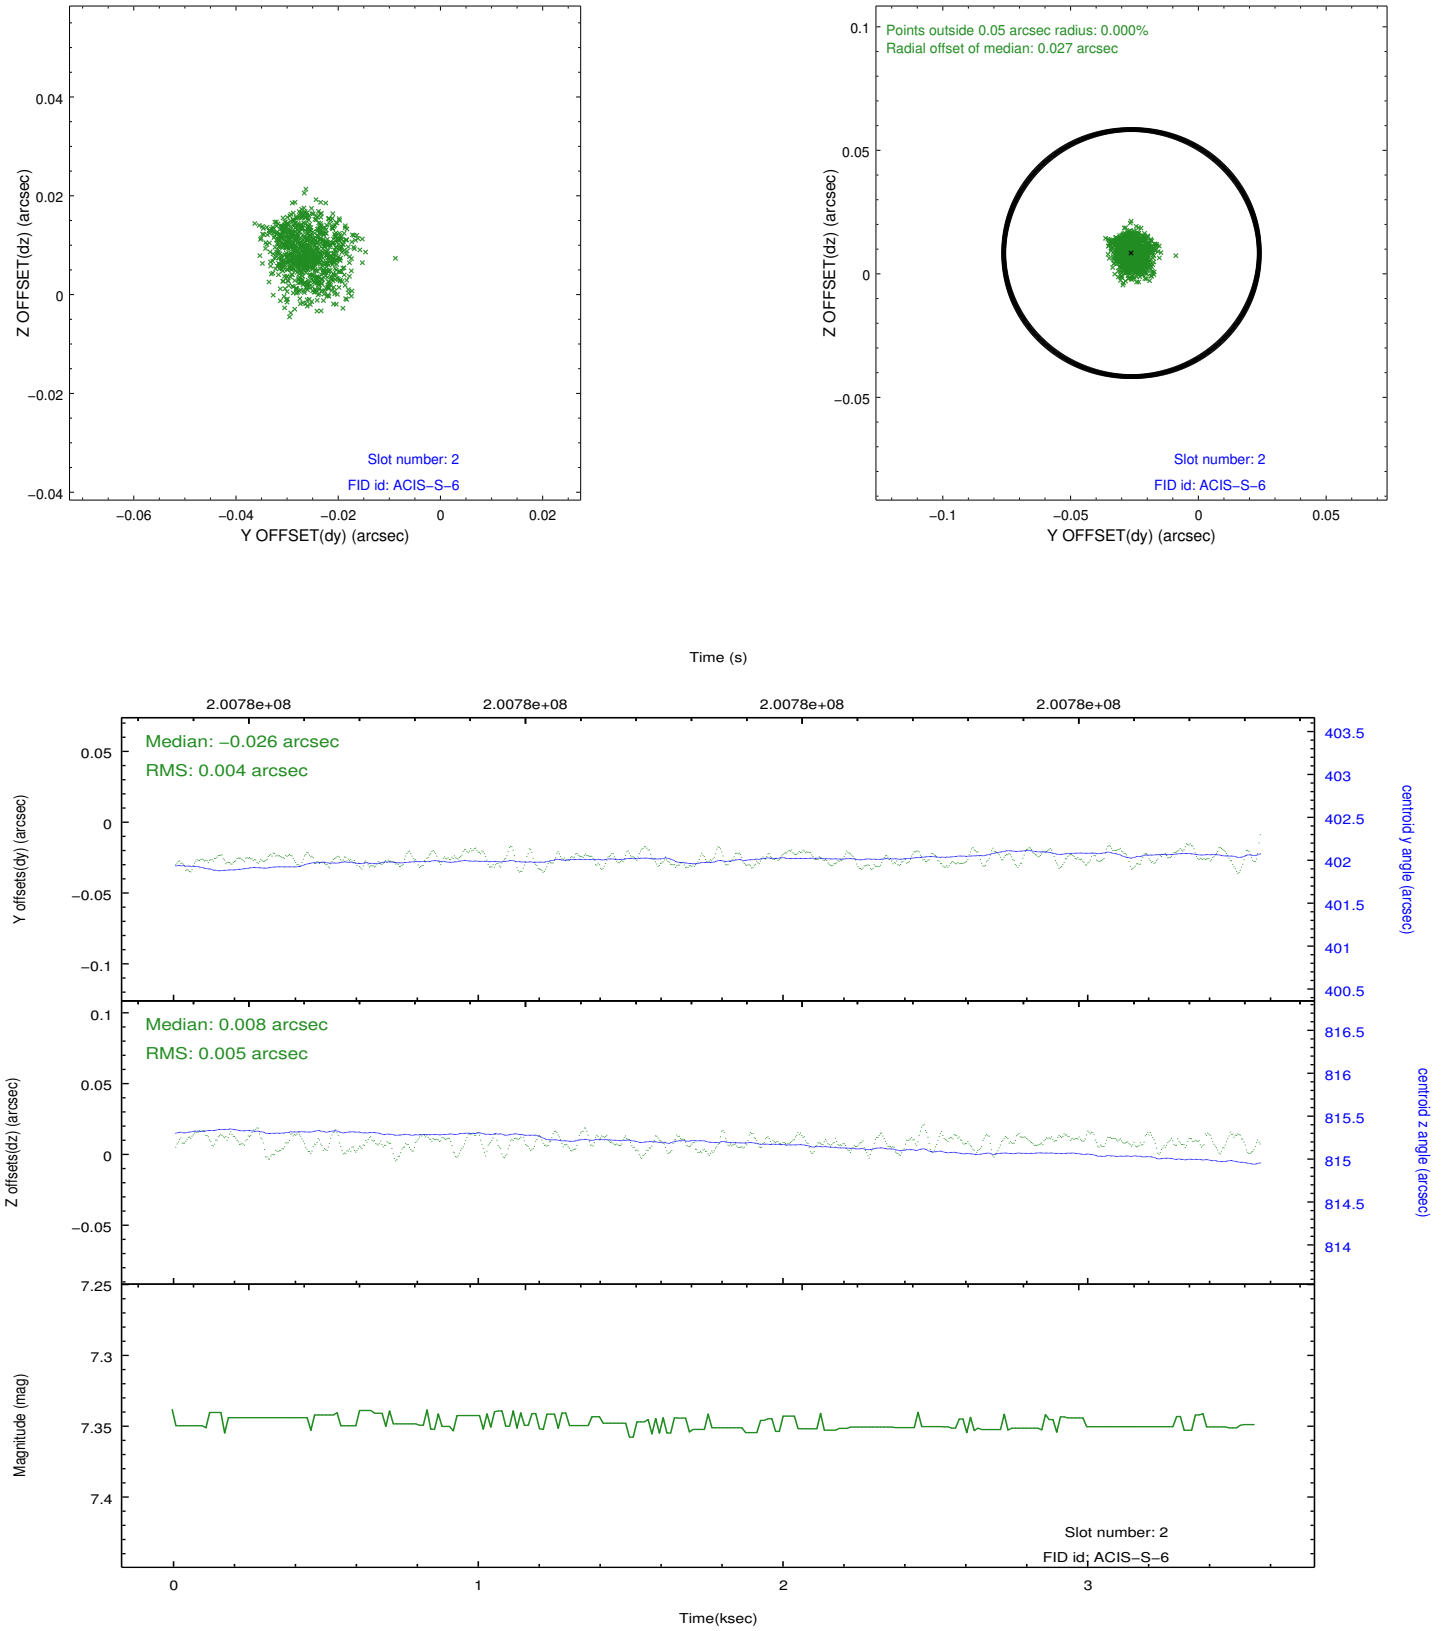 0.04
0.02
0
−0.02
−0.04
Z OFFSET(dz) (arcsec)
Slot number: 2
FID id: ACIS−S−6
−0.06
−0.04
−0.02
0
0.02
Y OFFSET(dy) (arcsec)
Points outside 0.05 arcsec radius: 0.000%
Radial offset of median: 0.027 arcsec
0.1
0.05
0
−0.05
Z OFFSET(dz) (arcsec)
Slot number: 2
FID id: ACIS−S−6
−0.1
−0.05
0
0.05
Y OFFSET(dy) (arcsec)
Time (s)
2.0078e+08
2.0078e+08
2.0078e+08
2.0078e+08
Median: −0.026 arcsec
RMS: 0.004 arcsec
0.05
0
−0.05
−0.1
Y offsets(dy) (arcsec)
403.5
403
402.5
402
401.5
401
400.5
centroid y angle (arcsec)
Median: 0.008 arcsec
RMS: 0.005 arcsec
0.1
0.05
0
−0.05
Z offsets(dz) (arcsec)
816.5
816
815.5
815
814.5
814
centroid z angle (arcsec)
7.25
7.3
7.35
7.4
Magnitude (mag)
Slot number: 2
FID id: ACIS−S−6
0
1
2
3
Time(ksec)